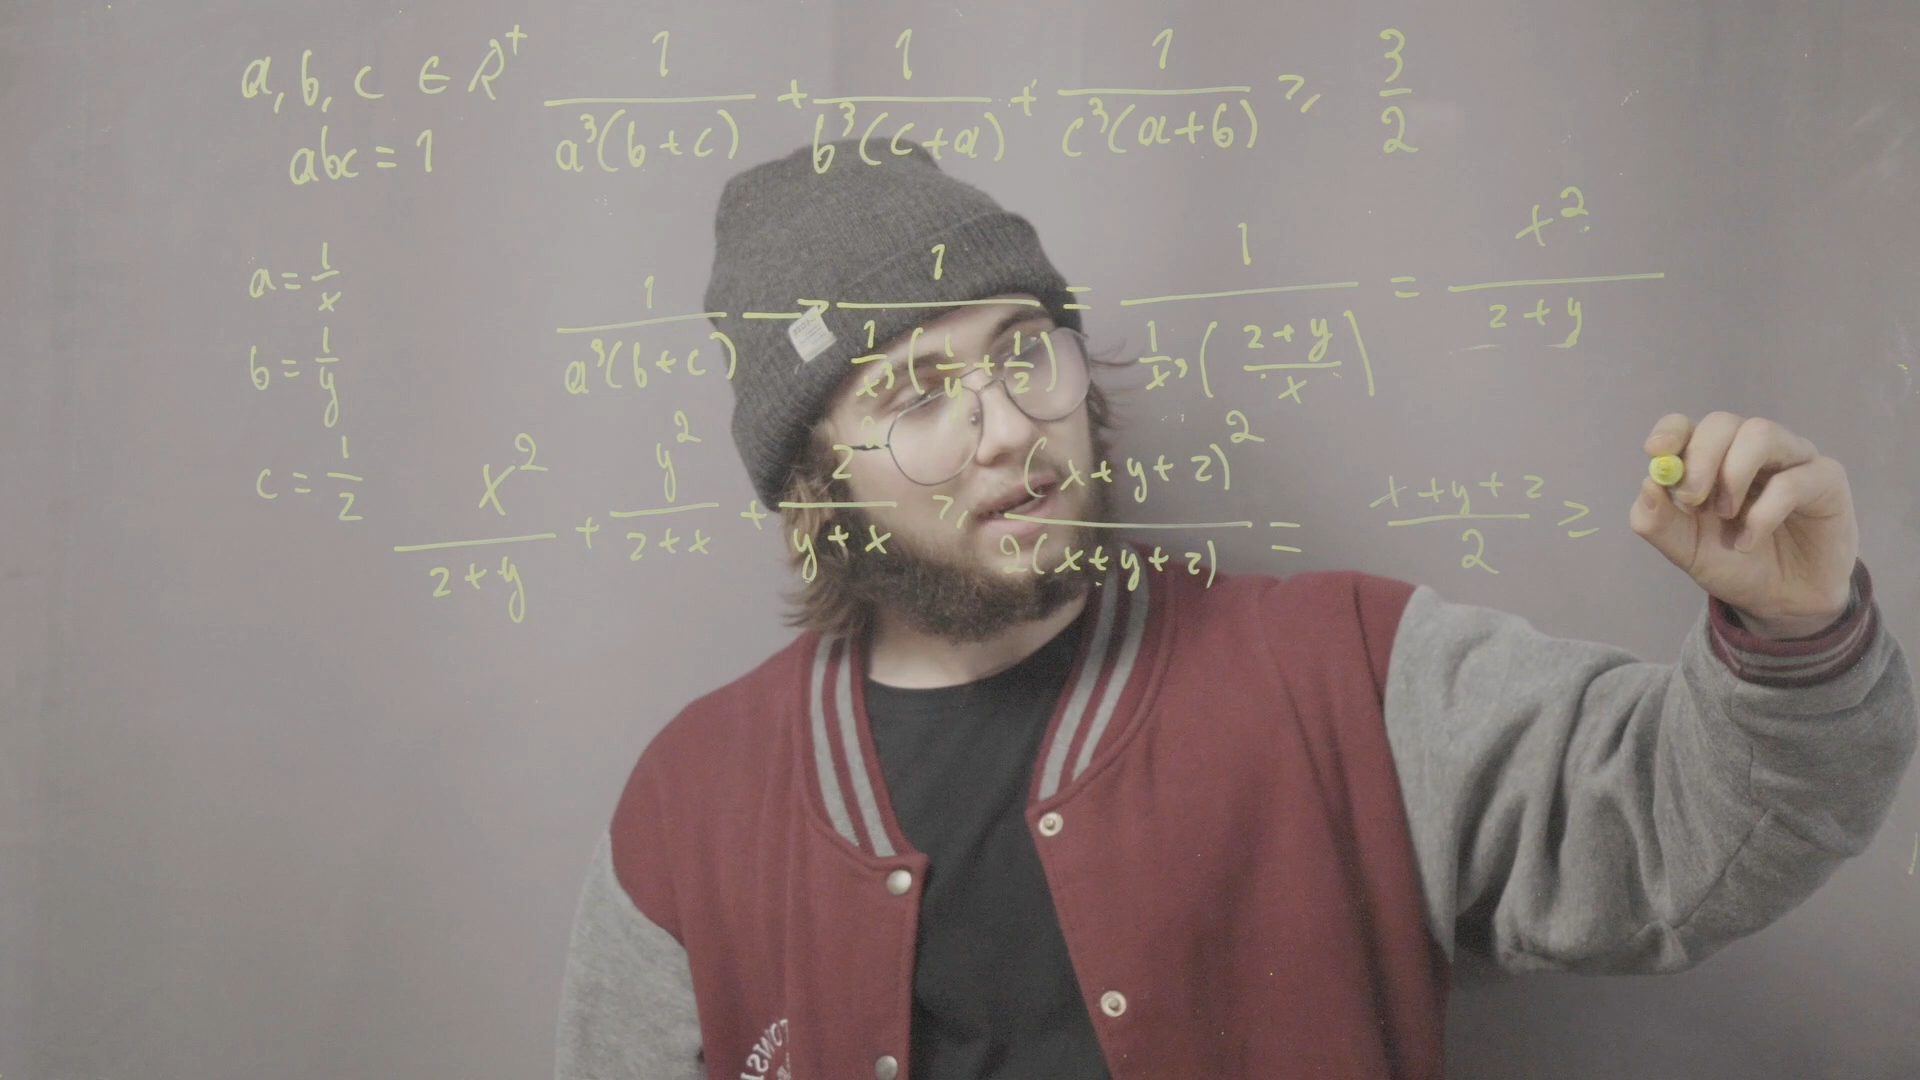 a, b, c ∈ R⁺ 1/(a³(b+c)) + 1/(b³(c+a)) + 1/(c³(a+b)) ≥ 3/2
abc = 1
a = 1/x
b = 1/y
c = 1/z
1/(a³(b+c)) → 1/((1/x³)(1/y + 1/z)) = 1/((1/x³)((z+y)/x)) = x²/(z+y)
x²/(z+y) + y²/(z+x) + z²/(y+x) ≥ (x+y+z)²/(2(x+y+z)) = (x+y+z)/2 ≥